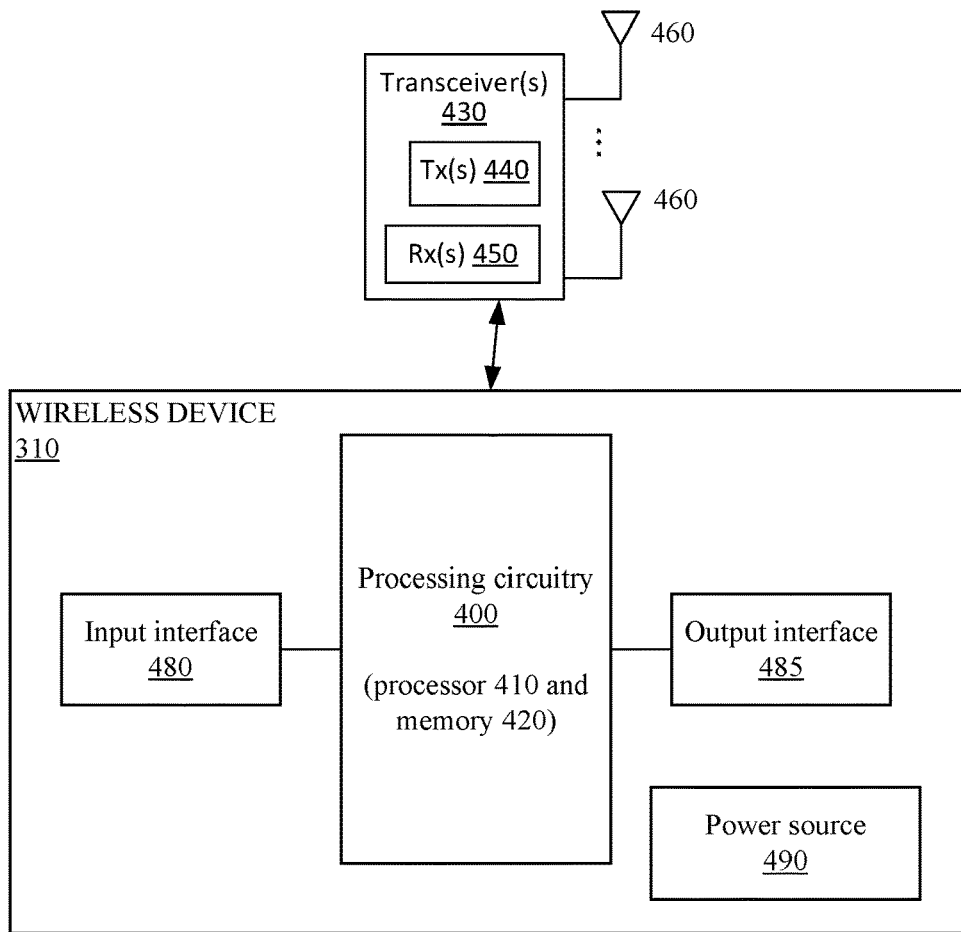 460
Transceiver(s)
430
Tx(s) 440
460
Rx(s) 450
WIRELESS DEVICE
310
Processing circuitry
400
(processor 410 and
memory 420)
Input interface
480
Output interface
485
Power source
490